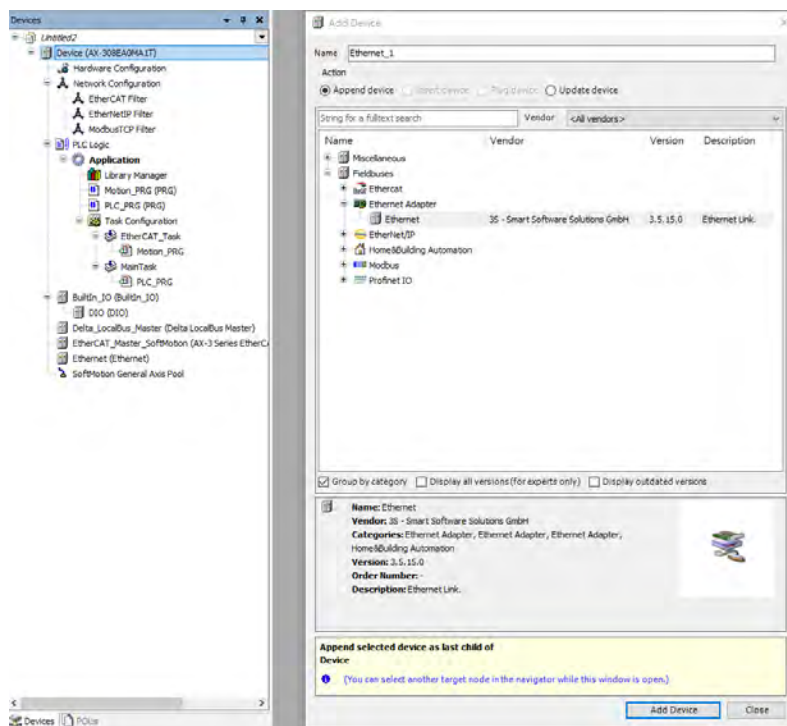 Devices
Untitled2
Device (AX-308EA0MA1T)
Hardware Configuration
Network Configuration
EtherCAT Filter
EtherNetIP Filter
ModbusTCP Filter
PLC Logic
Application
Library Manager
Motion_PRG (PRG)
PLC_PRG (PRG)
Task Configuration
EtherCAT_Task
Motion_PRG
MainTask
PLC_PRG
BuiltIn_IO (BuiltIn_IO)
DIO (DIO)
Delta_LocalBus_Master (Delta LocalBus Master)
EtherCAT_Master_SoftMotion (AX-3 Series EtherC
Ethernet (Ethernet)
SoftMotion General Axis Pool
Devices POUs
Add Device
Name Ethernet_1
Action
Append device Insert device Plug device Update device
String for a fulltext search Vendor <All vendors>
Name Vendor Version Description
Miscellaneous
Fieldbuses
Ethercat
Ethernet Adapter
Ethernet 3S - Smart Software Solutions GmbH 3.5.15.0 Ethernet Link.
EtherNet/IP
Home&Building Automation
Modbus
Profinet IO
Group by category Display all versions (for experts only) Display outdated versions
Name: Ethernet
Vendor: 3S - Smart Software Solutions GmbH
Categories: Ethernet Adapter, Ethernet Adapter, Ethernet Adapter,
Home&Building Automation
Version: 3.5.15.0
Order Number: -
Description: Ethernet Link.
Append selected device as last child of
Device
(You can select another target node in the navigator while this window is open.)
Add Device Close